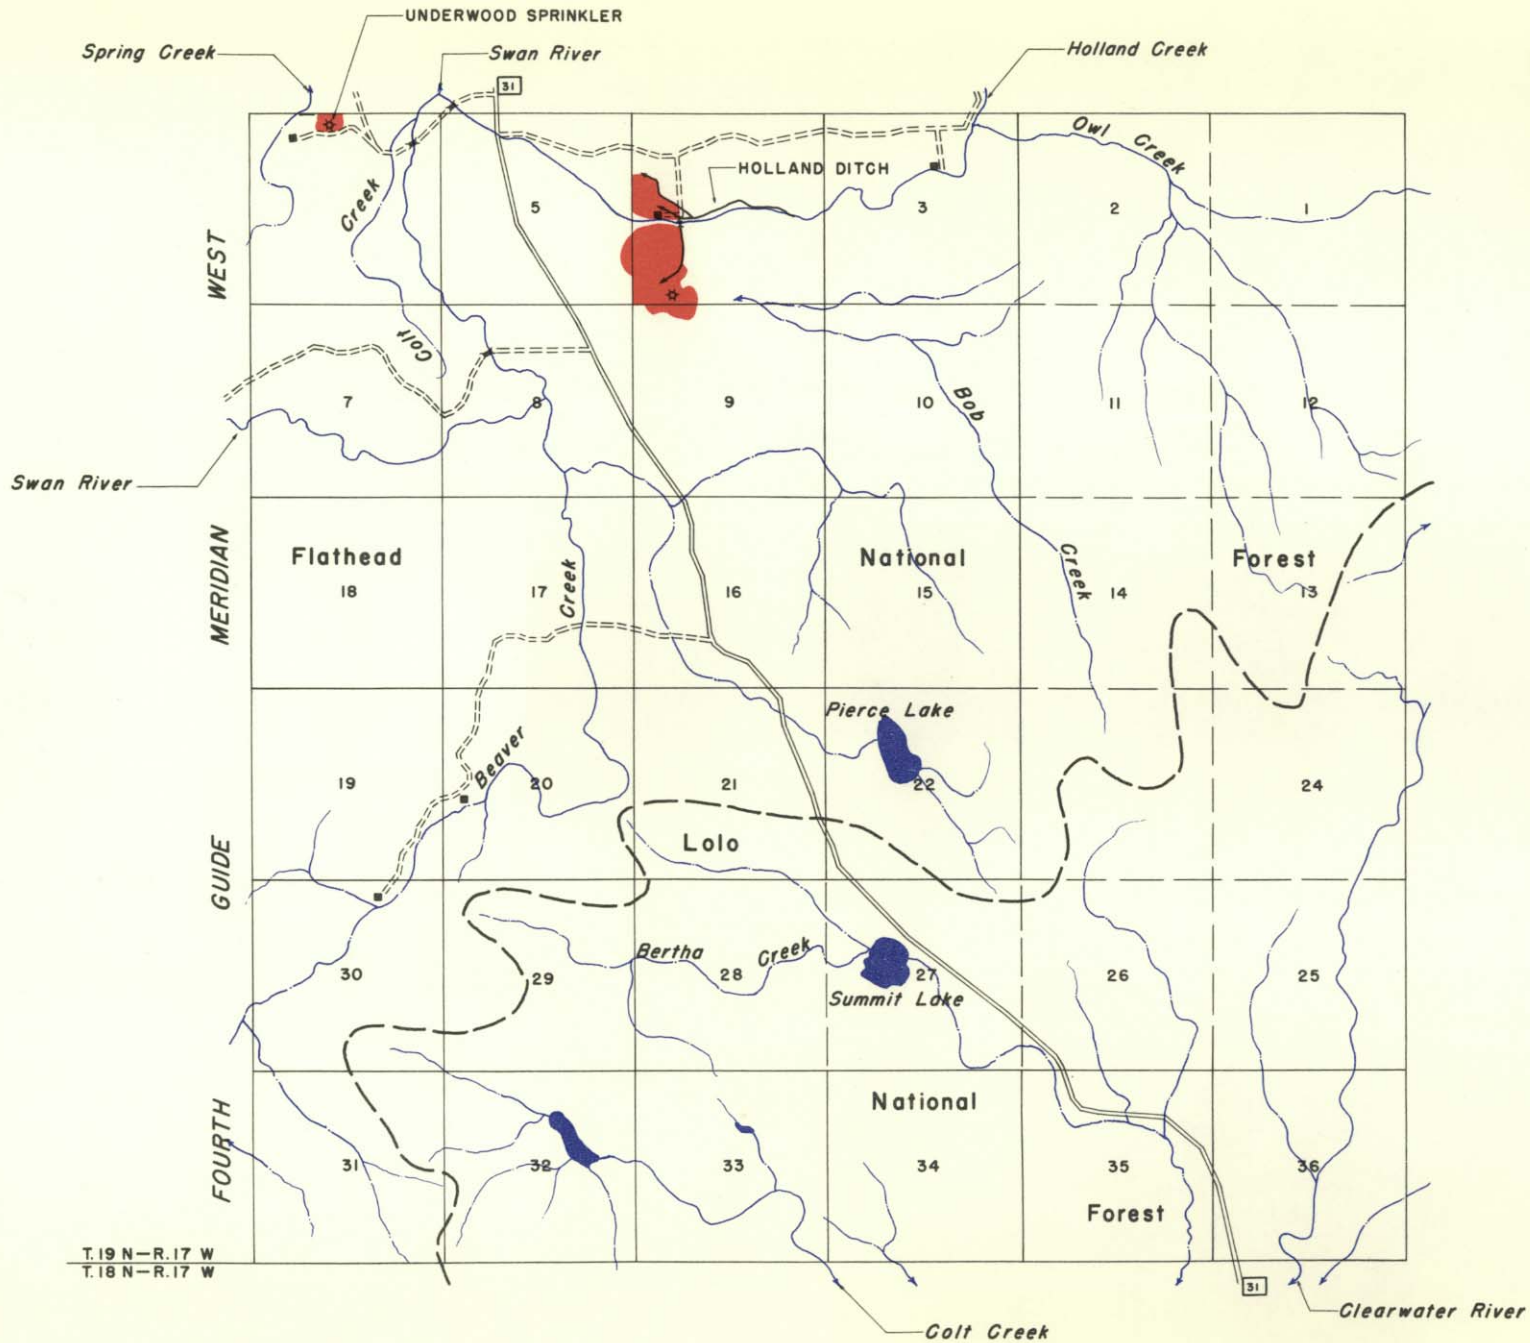 UNDERWOOD SPRINKLER
Spring Creek
Swan River
Holland Creek
31
Owl Creek
HOLLAND DITCH
Creek
Colt
5
3
2
1
WEST
7
8
9
10
Bob
11
12
Swan River
MERIDIAN
Flathead
National
Forest
18
17
Creek
16
15
Creek
14
13
Pierce Lake
19
Beaver
20
21
22
24
Lolo
GUIDE
30
29
Bertha Creek
28
27
Summit Lake
26
25
FOURTH
National
31
32
33
34
35
36
Forest
T. 19 N—R. 17 W
T. 18 N—R. 17 W
31
Clearwater River
Colt Creek